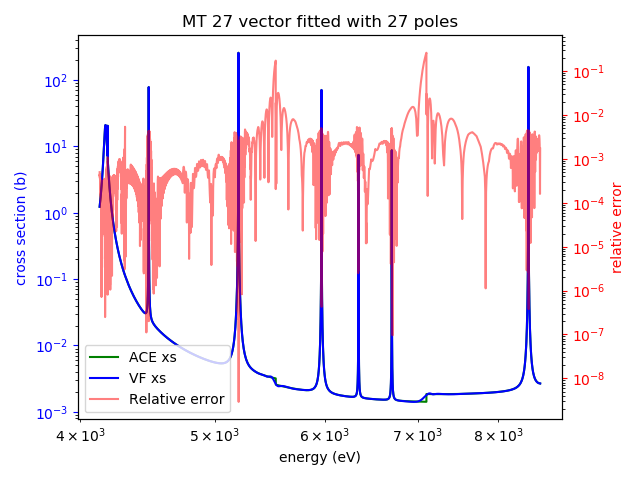 MT 27 vector fitted with 27 poles
10²
10¹
10⁰
10⁻¹
10⁻²
10⁻³
cross section (b)
10⁻¹
10⁻²
10⁻³
10⁻⁴
10⁻⁵
10⁻⁶
10⁻⁷
10⁻⁸
relative error
ACE xs
VF xs
Relative error
4 × 10³
5 × 10³
6 × 10³
7 × 10³
8 × 10³
energy (eV)